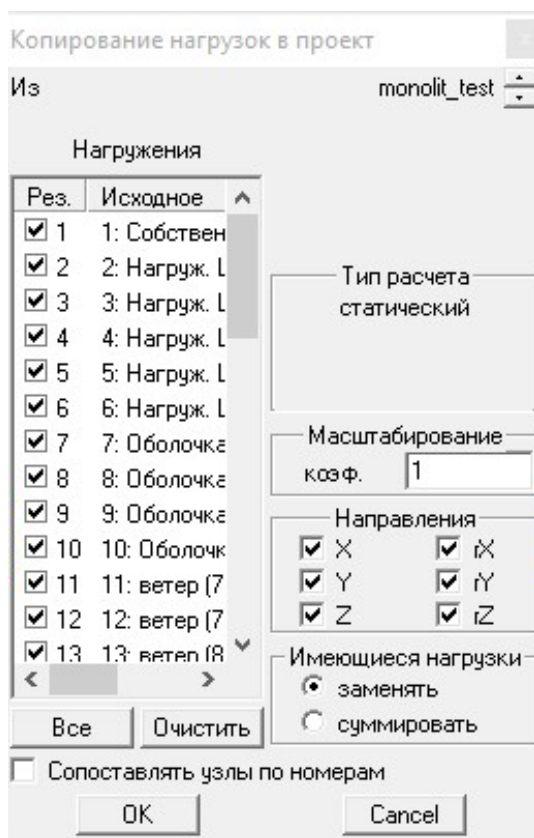 Копирование нагрузок в проект
Из monolit_test
Нагружения
Рез. Исходное
1 1: Собствен
2 2: Нагруж. L
3 3: Нагруж. L
4 4: Нагруж. L
5 5: Нагруж. L
6 6: Нагруж. L
7 7: Оболочка
8 8: Оболочка
9 9: Оболочка
10 10: Оболочк
11 11: ветер (7
12 12: ветер (7
13 13: ветер (8
Все Очистить
Тип расчета
статический
Масштабирование
коэф. 1
Направления
X rX
Y rY
Z rZ
Имеющиеся нагрузки
заменять
суммировать
Сопоставлять узлы по номерам
OK Cancel